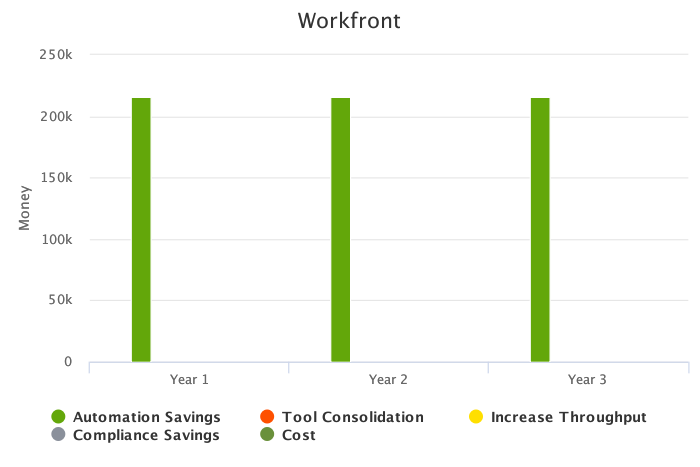 Workfront
250k
200k
150k
100k
50k
0
Money
Year 1 Year 2 Year 3
Automation Savings Tool Consolidation Increase Throughput
Compliance Savings Cost